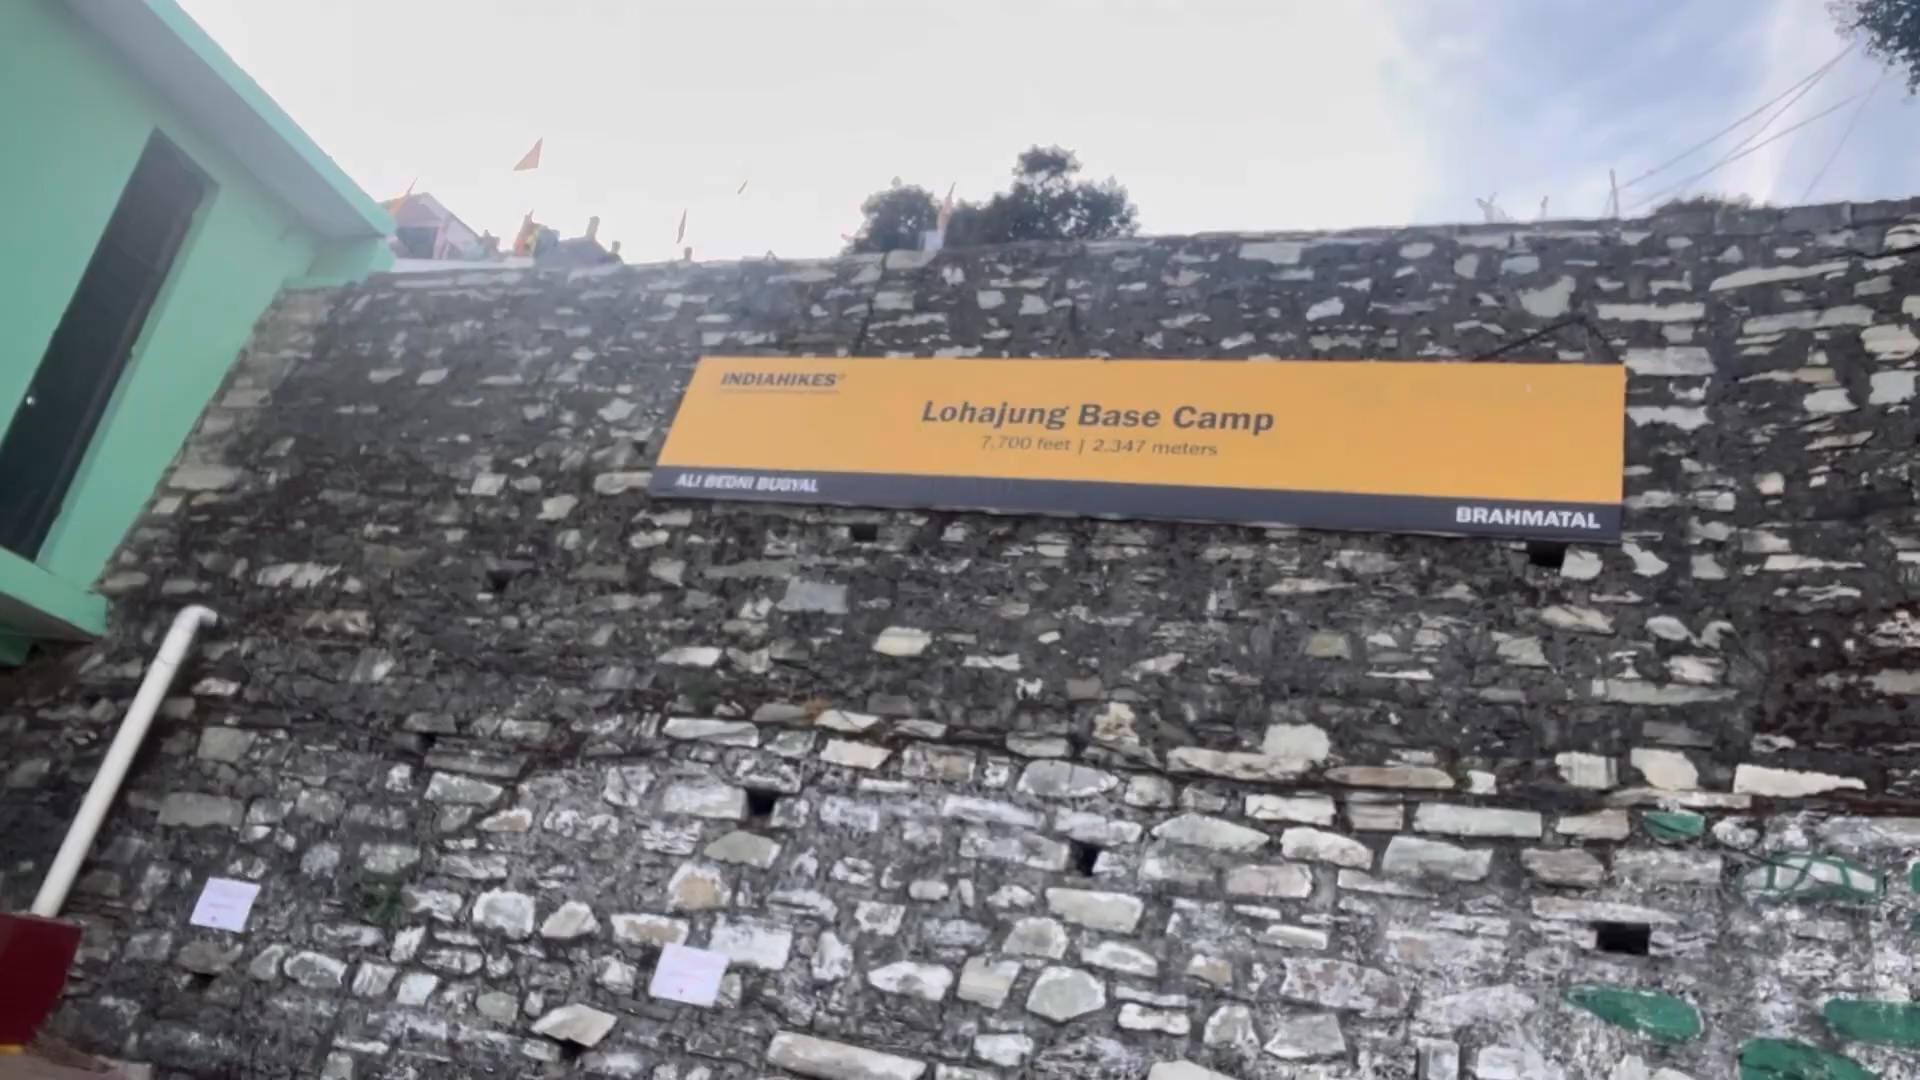 INDIAHIKES
Lohajung Base Camp
7,700 feet | 2,347 meters
ALI BEDNI BUGYAL
BRAHMATAL